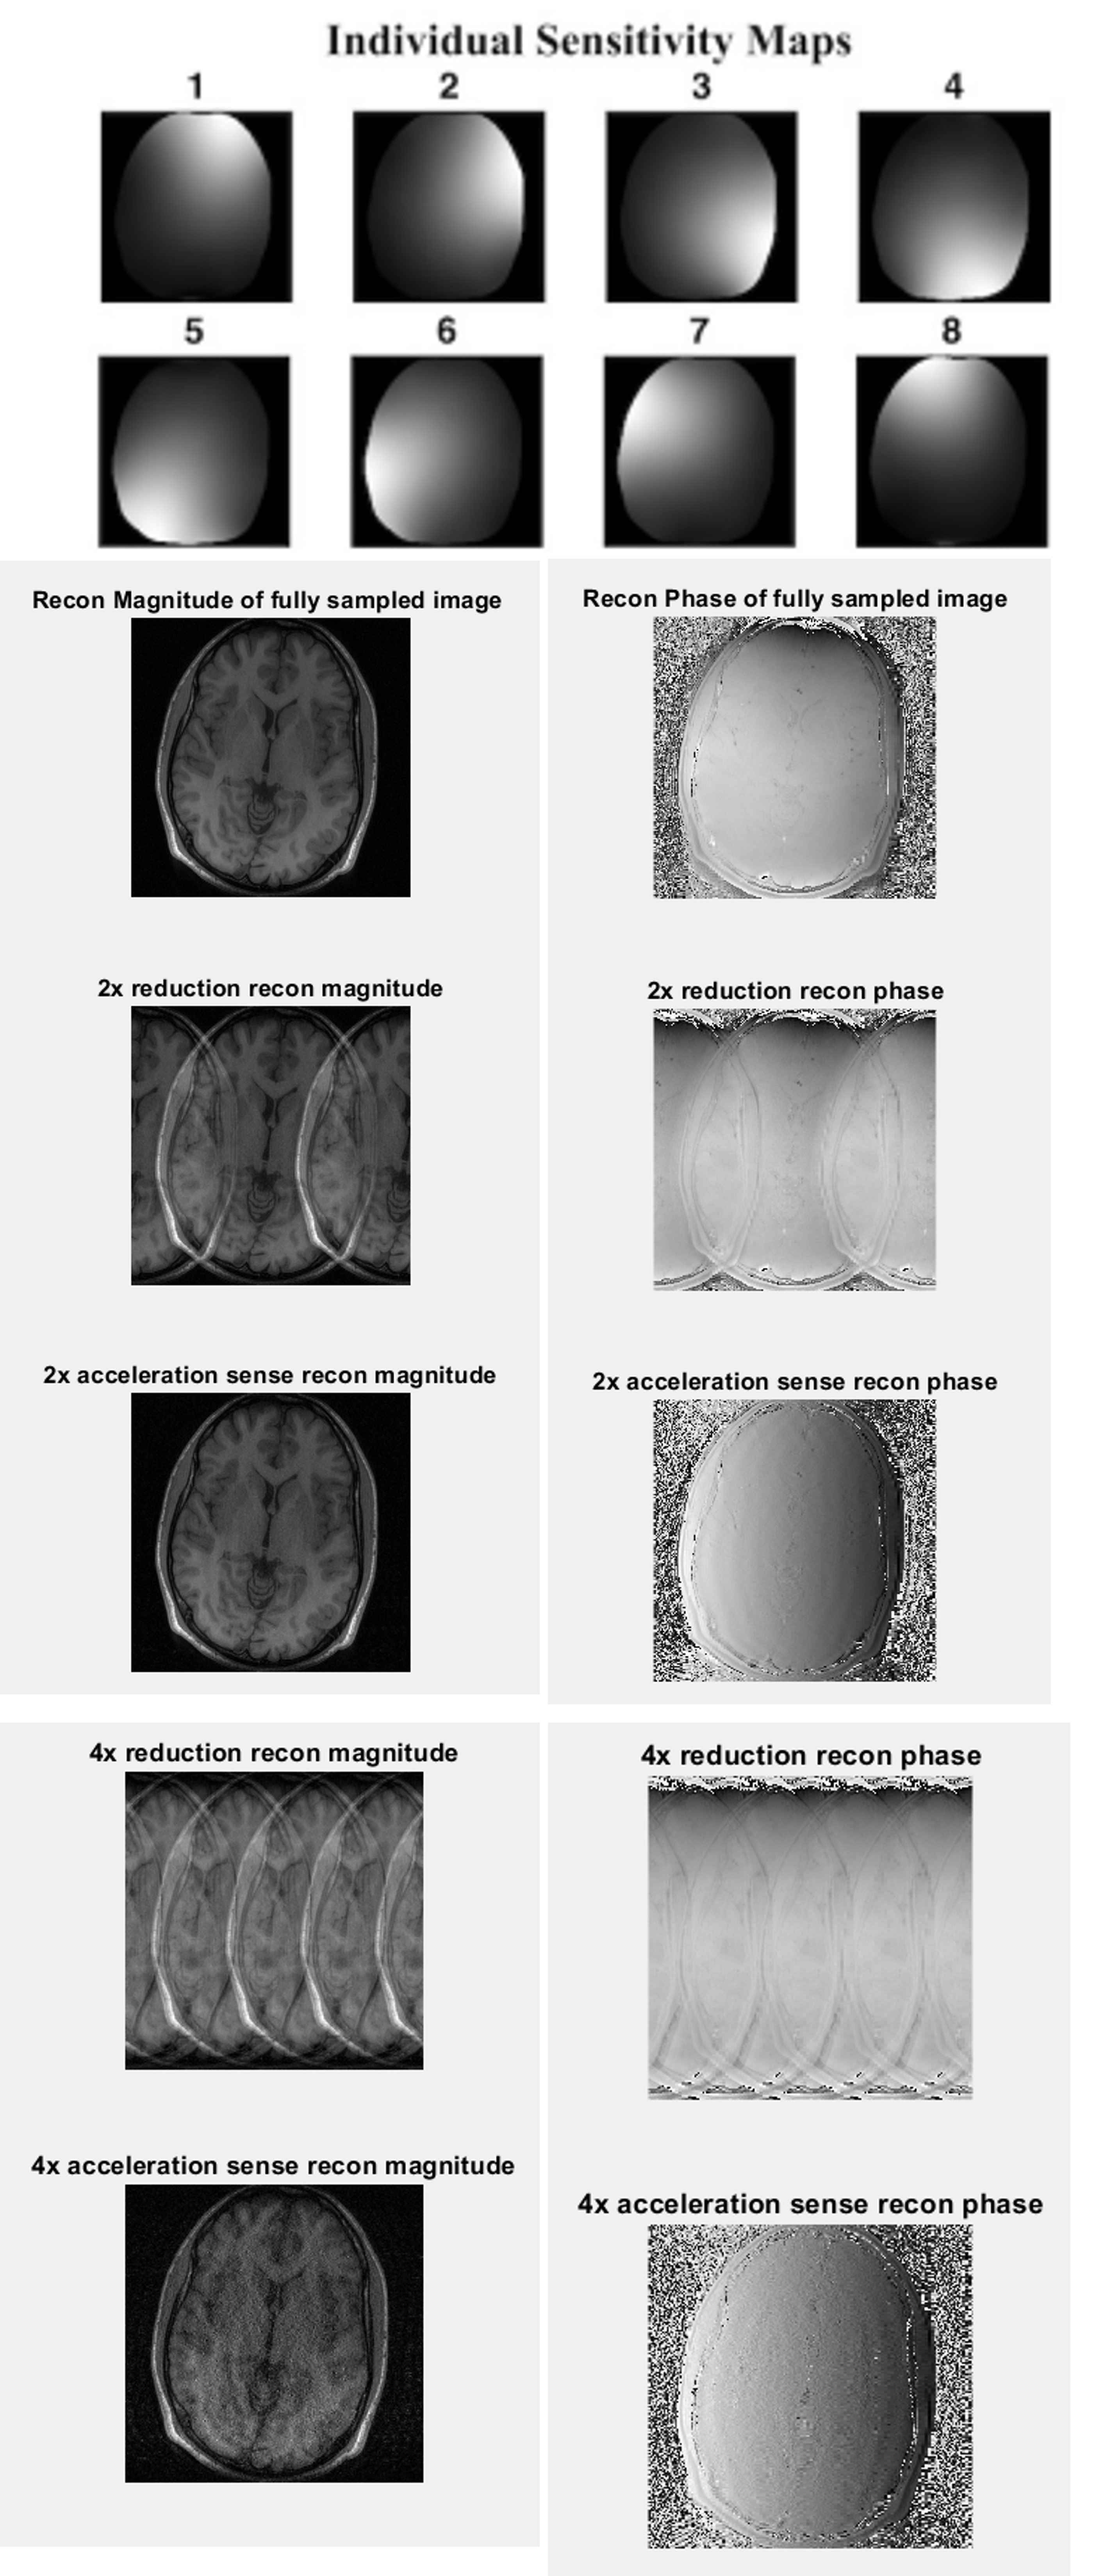 Individual Sensitivity Maps
1 2 3 4
5 6 7 8
Recon Magnitude of fully sampled image
Recon Phase of fully sampled image
2x reduction recon magnitude
2x reduction recon phase
2x acceleration sense recon magnitude
2x acceleration sense recon phase
4x reduction recon magnitude
4x reduction recon phase
4x acceleration sense recon magnitude
4x acceleration sense recon phase